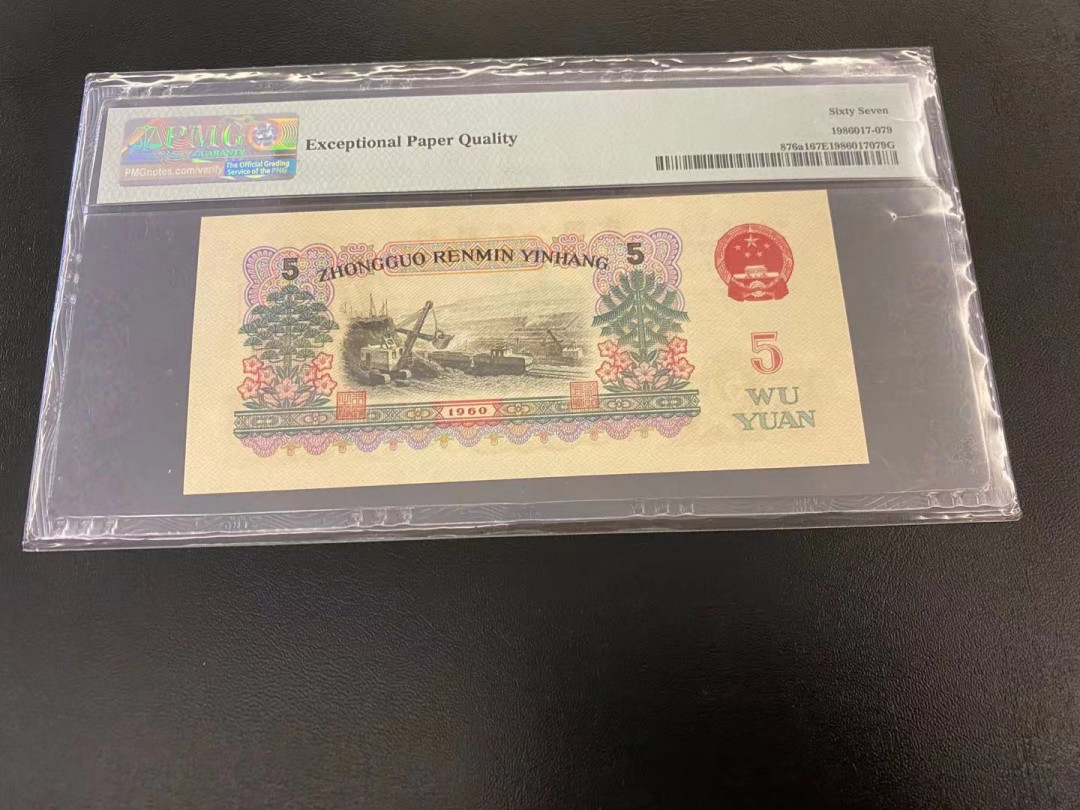 Sixty Seven
PMG
GUARANTY
Exceptional Paper Quality
1986017-079
876a167E1986017079G
PMGnotes.com/verify
The Official Grading
Service of the PNG
5 ZHONGGUO RENMIN YINHANG 5
5
WU
YUAN
1960